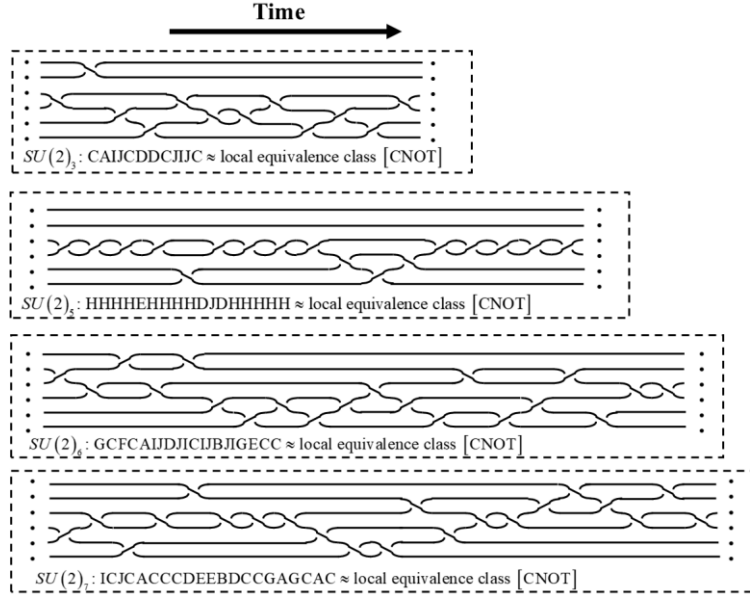 Time
SU(2)₃: CAIJCDDCJIJC ≈ local equivalence class [CNOT]
SU(2)₅: HHHHEHHHHDJDHHHHH ≈ local equivalence class [CNOT]
SU(2)₆: GCFCAIJDJICIJBJIGECC ≈ local equivalence class [CNOT]
SU(2)₇: ICJCACCCDEEBDCCGAGCAC ≈ local equivalence class [CNOT]